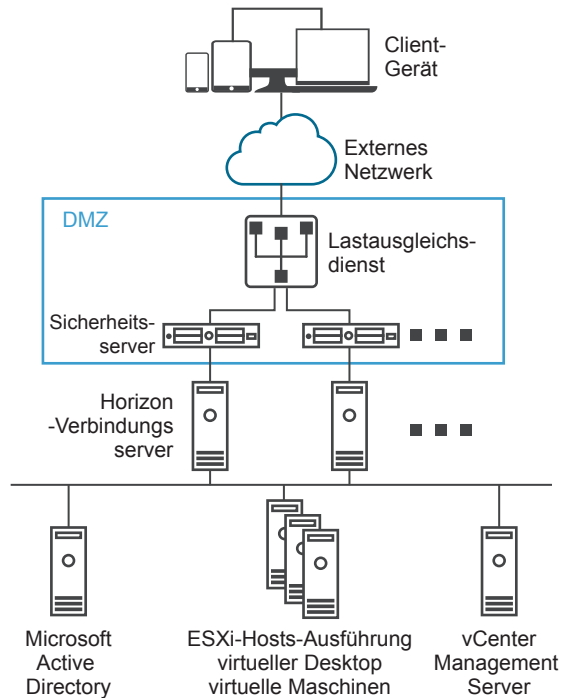 Client-
Gerät
Externes
Netzwerk
DMZ
Lastausgleichs-
dienst
Sicherheits-
server
Horizon
-Verbindungs
server
Microsoft
Active
Directory
ESXi-Hosts-Ausführung
virtueller Desktop
virtuelle Maschinen
vCenter
Management
Server